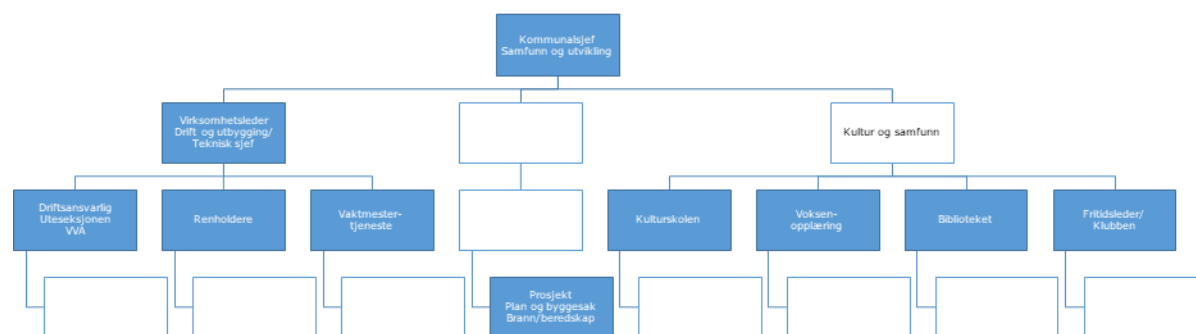 Kommunalsjef
Samfunn og utvikling
Virksomhetsleder
Drift og utbygging/
Teknisk sjef
Kultur og samfunn
Driftsansvarlig
Uteseksjonen
VVA
Renholdere
Vaktmester-
tjeneste
Kulturskolen
Voksen-
opplæring
Biblioteket
Fritidsleder/
Klubben
Prosjekt
Plan og byggesak
Brann/beredskap